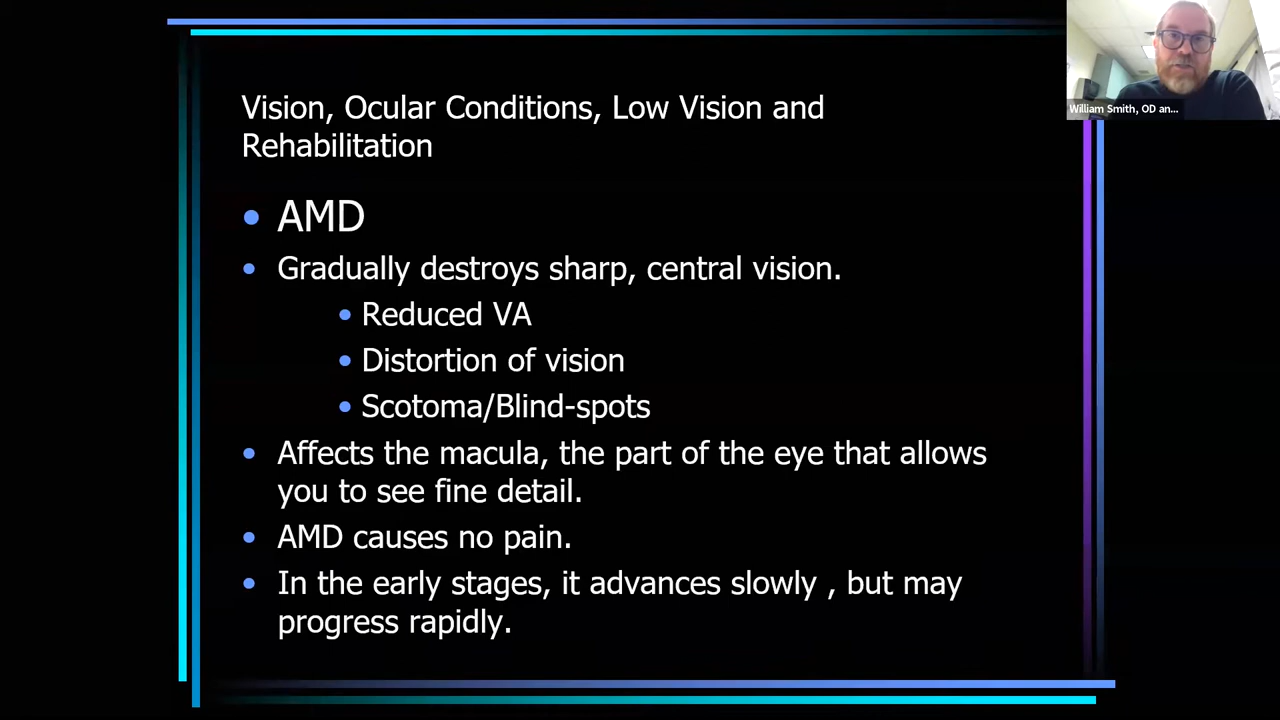 William Smith, OD an...
Vision, Ocular Conditions, Low Vision and
Rehabilitation
• AMD
• Gradually destroys sharp, central vision.
• Reduced VA
• Distortion of vision
• Scotoma/Blind-spots
• Affects the macula, the part of the eye that allows
you to see fine detail.
• AMD causes no pain.
• In the early stages, it advances slowly , but may
progress rapidly.